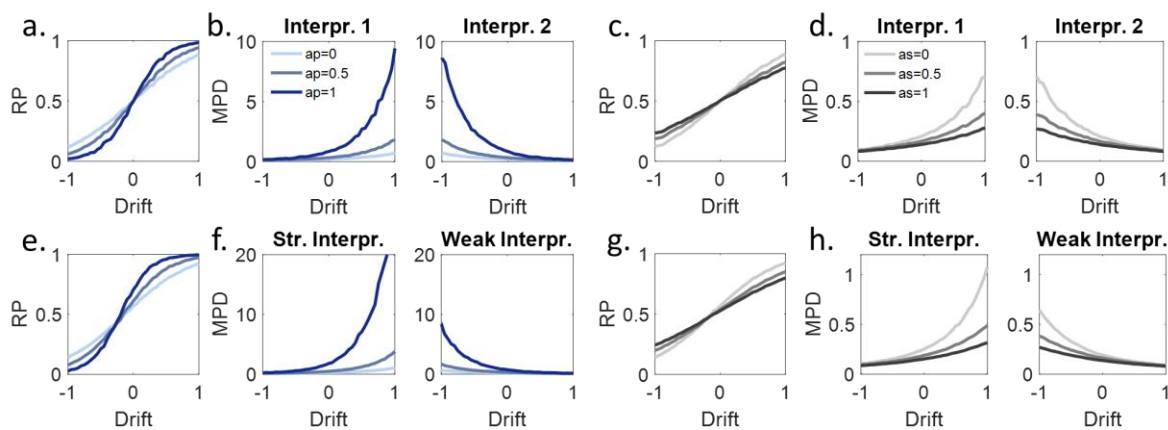 a.
b.
Interpr. 1
Interpr. 2
c.
d.
Interpr. 1
Interpr. 2
1
0.5
0
RP
-1 0 1
Drift
10
5
0
MPD
ap=0
ap=0.5
ap=1
-1 0 1
Drift
10
5
0
-1 0 1
Drift
1
0.5
0
RP
-1 0 1
Drift
1
0.5
0
MPD
as=0
as=0.5
as=1
-1 0 1
Drift
1
0.5
0
-1 0 1
Drift
e.
f.
Str. Interpr.
Weak Interpr.
g.
h.
Str. Interpr.
Weak Interpr.
1
0.5
0
RP
-1 0 1
Drift
20
10
0
MPD
-1 0 1
Drift
20
10
0
-1 0 1
Drift
1
0.5
0
RP
-1 0 1
Drift
1
0.5
0
MPD
-1 0 1
Drift
1
0.5
0
-1 0 1
Drift